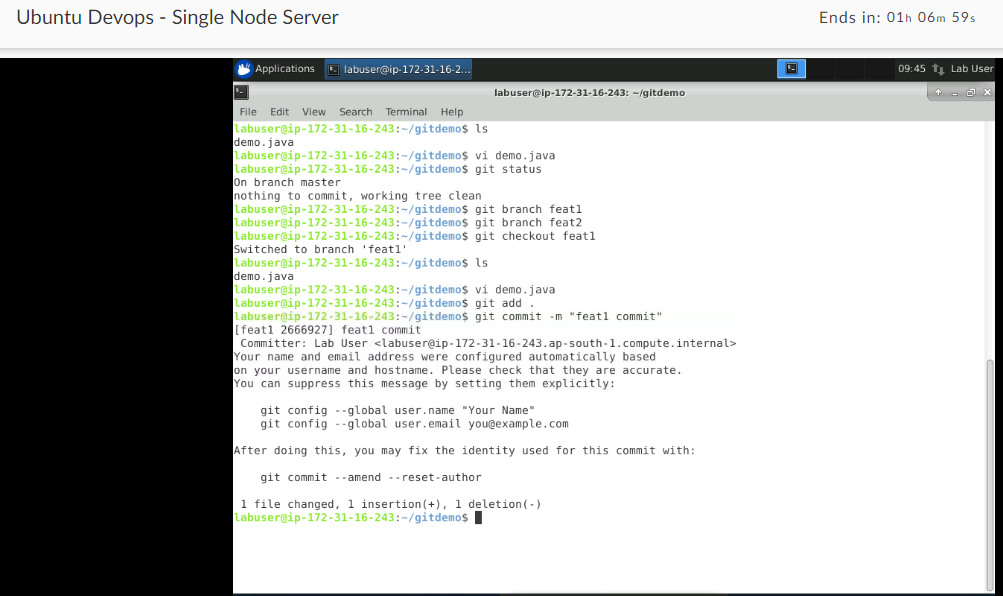 Ubuntu Devops - Single Node Server
Ends in: 01h 06m 59s
Applications
labuser@ip-172-31-16-2...
09:45
Lab User
labuser@ip-172-31-16-243: ~/gitdemo
File Edit View Search Terminal Help
labuser@ip-172-31-16-243:~/gitdemo$ ls
demo.java
labuser@ip-172-31-16-243:~/gitdemo$ vi demo.java
labuser@ip-172-31-16-243:~/gitdemo$ git status
On branch master
nothing to commit, working tree clean
labuser@ip-172-31-16-243:~/gitdemo$ git branch feat1
labuser@ip-172-31-16-243:~/gitdemo$ git branch feat2
labuser@ip-172-31-16-243:~/gitdemo$ git checkout feat1
Switched to branch 'feat1'
labuser@ip-172-31-16-243:~/gitdemo$ ls
demo.java
labuser@ip-172-31-16-243:~/gitdemo$ vi demo.java
labuser@ip-172-31-16-243:~/gitdemo$ git add .
labuser@ip-172-31-16-243:~/gitdemo$ git commit -m "feat1 commit"
[feat1 2666927] feat1 commit
 Committer: Lab User <labuser@ip-172-31-16-243.ap-south-1.compute.internal>
Your name and email address were configured automatically based
on your username and hostname. Please check that they are accurate.
You can suppress this message by setting them explicitly:
    git config --global user.name "Your Name"
    git config --global user.email you@example.com
After doing this, you may fix the identity used for this commit with:
    git commit --amend --reset-author
 1 file changed, 1 insertion(+), 1 deletion(-)
labuser@ip-172-31-16-243:~/gitdemo$